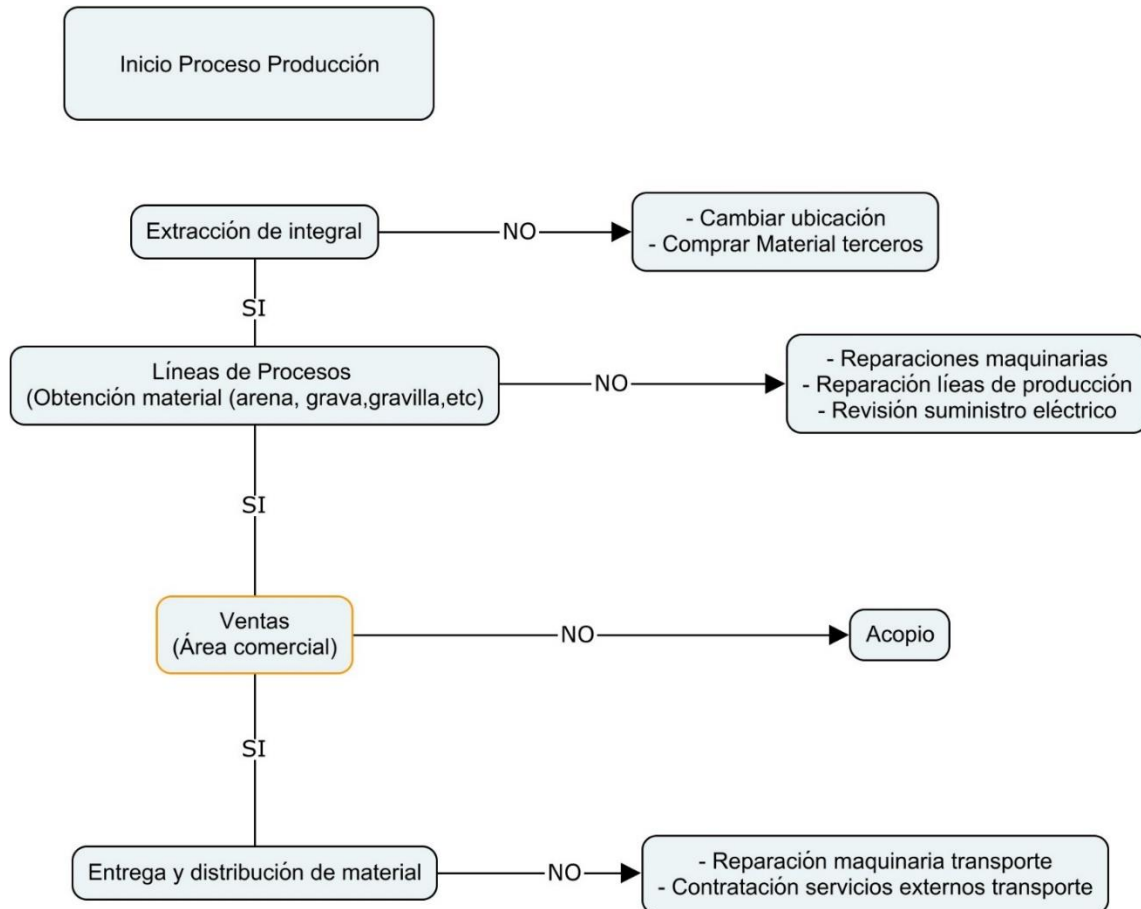 Inicio Proceso Producción
Extracción de integral
NO
- Cambiar ubicación
- Comprar Material terceros
SI
Líneas de Procesos
(Obtención material (arena, grava,gravilla,etc)
NO
- Reparaciones maquinarias
- Reparación líeas de producción
- Revisión suministro eléctrico
SI
Ventas
(Área comercial)
NO
Acopio
SI
Entrega y distribución de material
NO
- Reparación maquinaria transporte
- Contratación servicios externos transporte